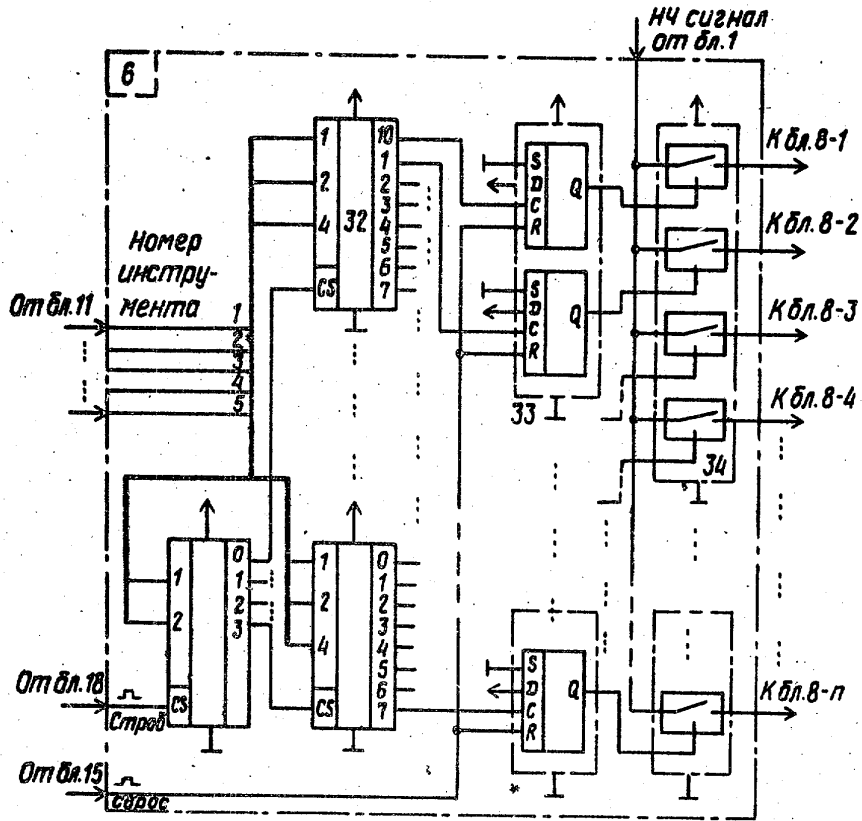 НЧ сигнал
от бл.1
6
Номер
инстру-
мента
От бл.11
1
2
3
4
5
1
2
4
CS
32
10
1
2
3
4
5
6
7
S
D
C
R
Q
S
D
C
R
Q
33
34
К бл.8-1
К бл.8-2
К бл.8-3
К бл.8-4
1
2
CS
0
1
2
3
1
2
4
CS
0
1
2
3
4
5
6
7
S
D
C
R
Q
К бл.8-п
От бл.18
Строб
От бл.15
сброс